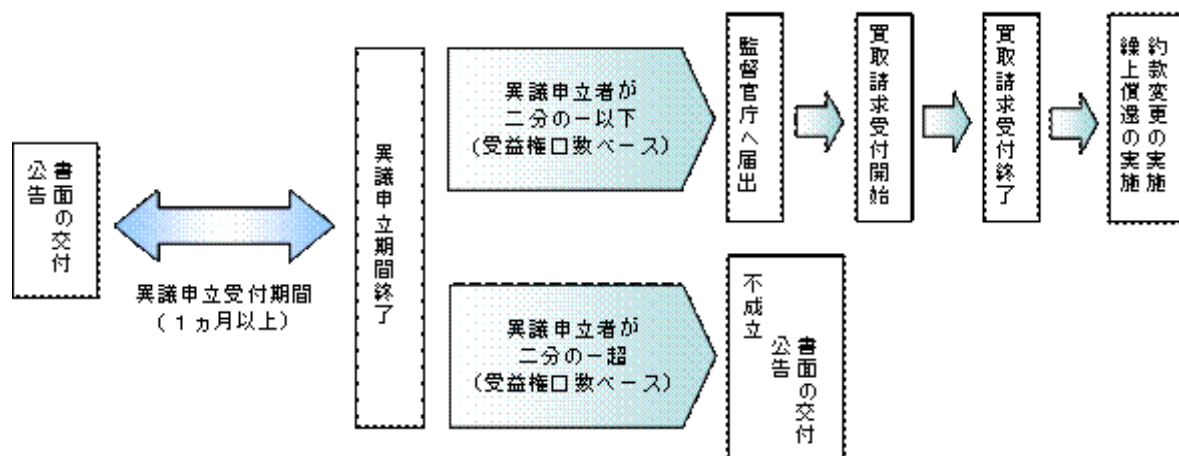 書面の交付
公告
異議申立受付期間
(1ヵ月以上)
異議申立期間終了
異議申立者が
二分の一以下
(受益権口数ベース)
監督官庁へ届出
買取請求受付開始
買取請求受付終了
約款変更の実施
繰上償還の実施
異議申立者が
二分の一超
(受益権口数ベース)
不成立
書面の交付
公告